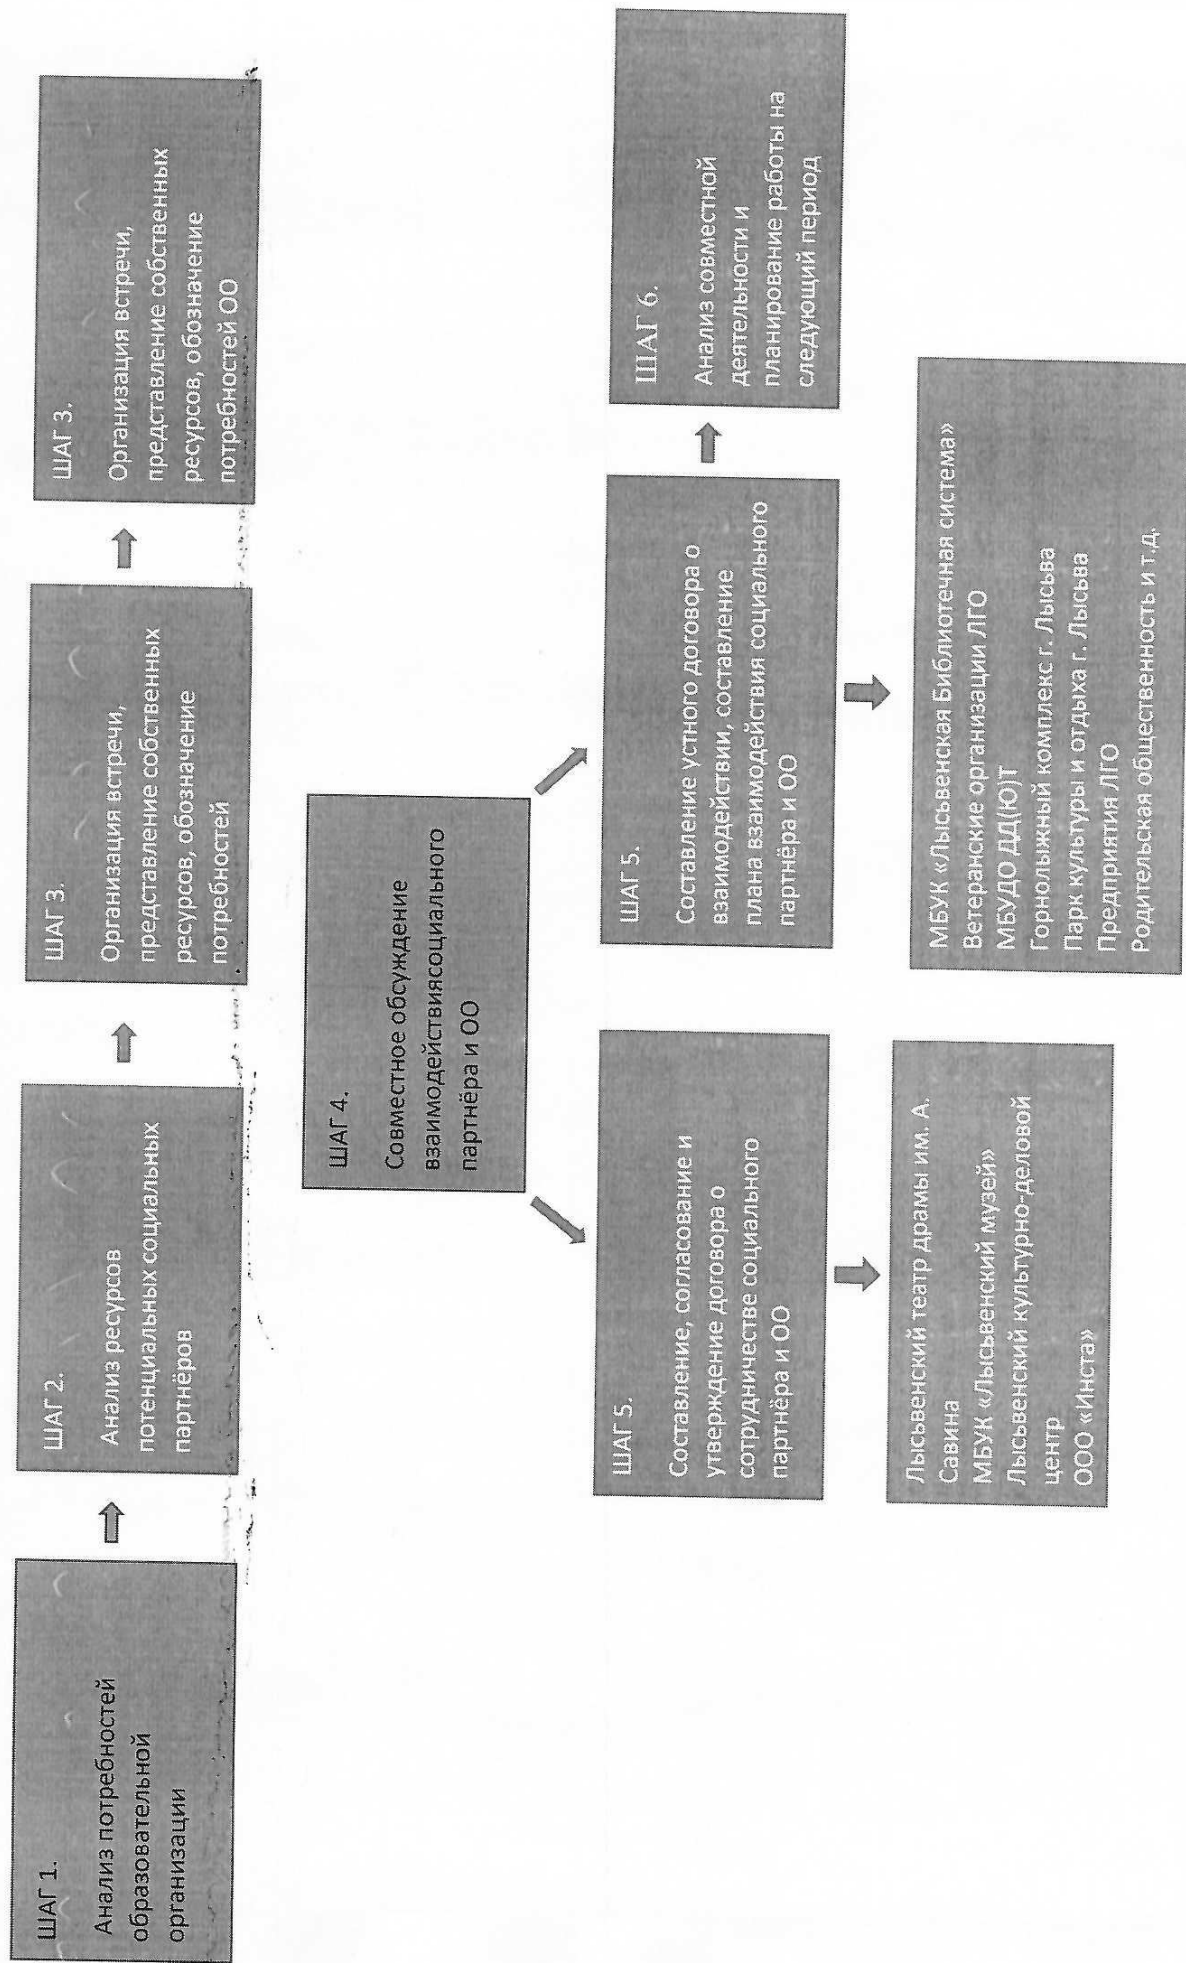 ШАГ 1.
Анализ потребностей
образовательной
организации
ШАГ 2.
Анализ ресурсов
потенциальных социальных
партнёров
ШАГ 3.
Организация встречи,
представление собственных
ресурсов, обозначение
потребностей
ШАГ 3.
Организация встречи,
представление собственных
ресурсов, обозначение
потребностей ОО
ШАГ 4.
Совместное обсуждение
взаимодействиясоциального
партнёра и ОО
ШАГ 5.
Составление, согласование и
утверждение договора о
сотрудничестве социального
партнёра и ОО
ШАГ 5.
Составление устного договора о
взаимодействии, составление
плана взаимодействия социального
партнёра и ОО
ШАГ 6.
Анализ совместной
деятельности и
планирование работы на
следующий период
Лысьвенский театр драмы им. А.
Савина
МБУК «Лысьвенский музей»
Лысьвенский культурно-деловой
центр
ООО «Инста»
МБУК «Лысьвенская Библиотечная система»
Ветеранские организации ЛГО
МБУДО ДД(Ю)Т
Горнолыжный комплекс г. Лысьва
Парк культуры и отдыха г. Лысьва
Предприятия ЛГО
Родительская общественность и т.д.